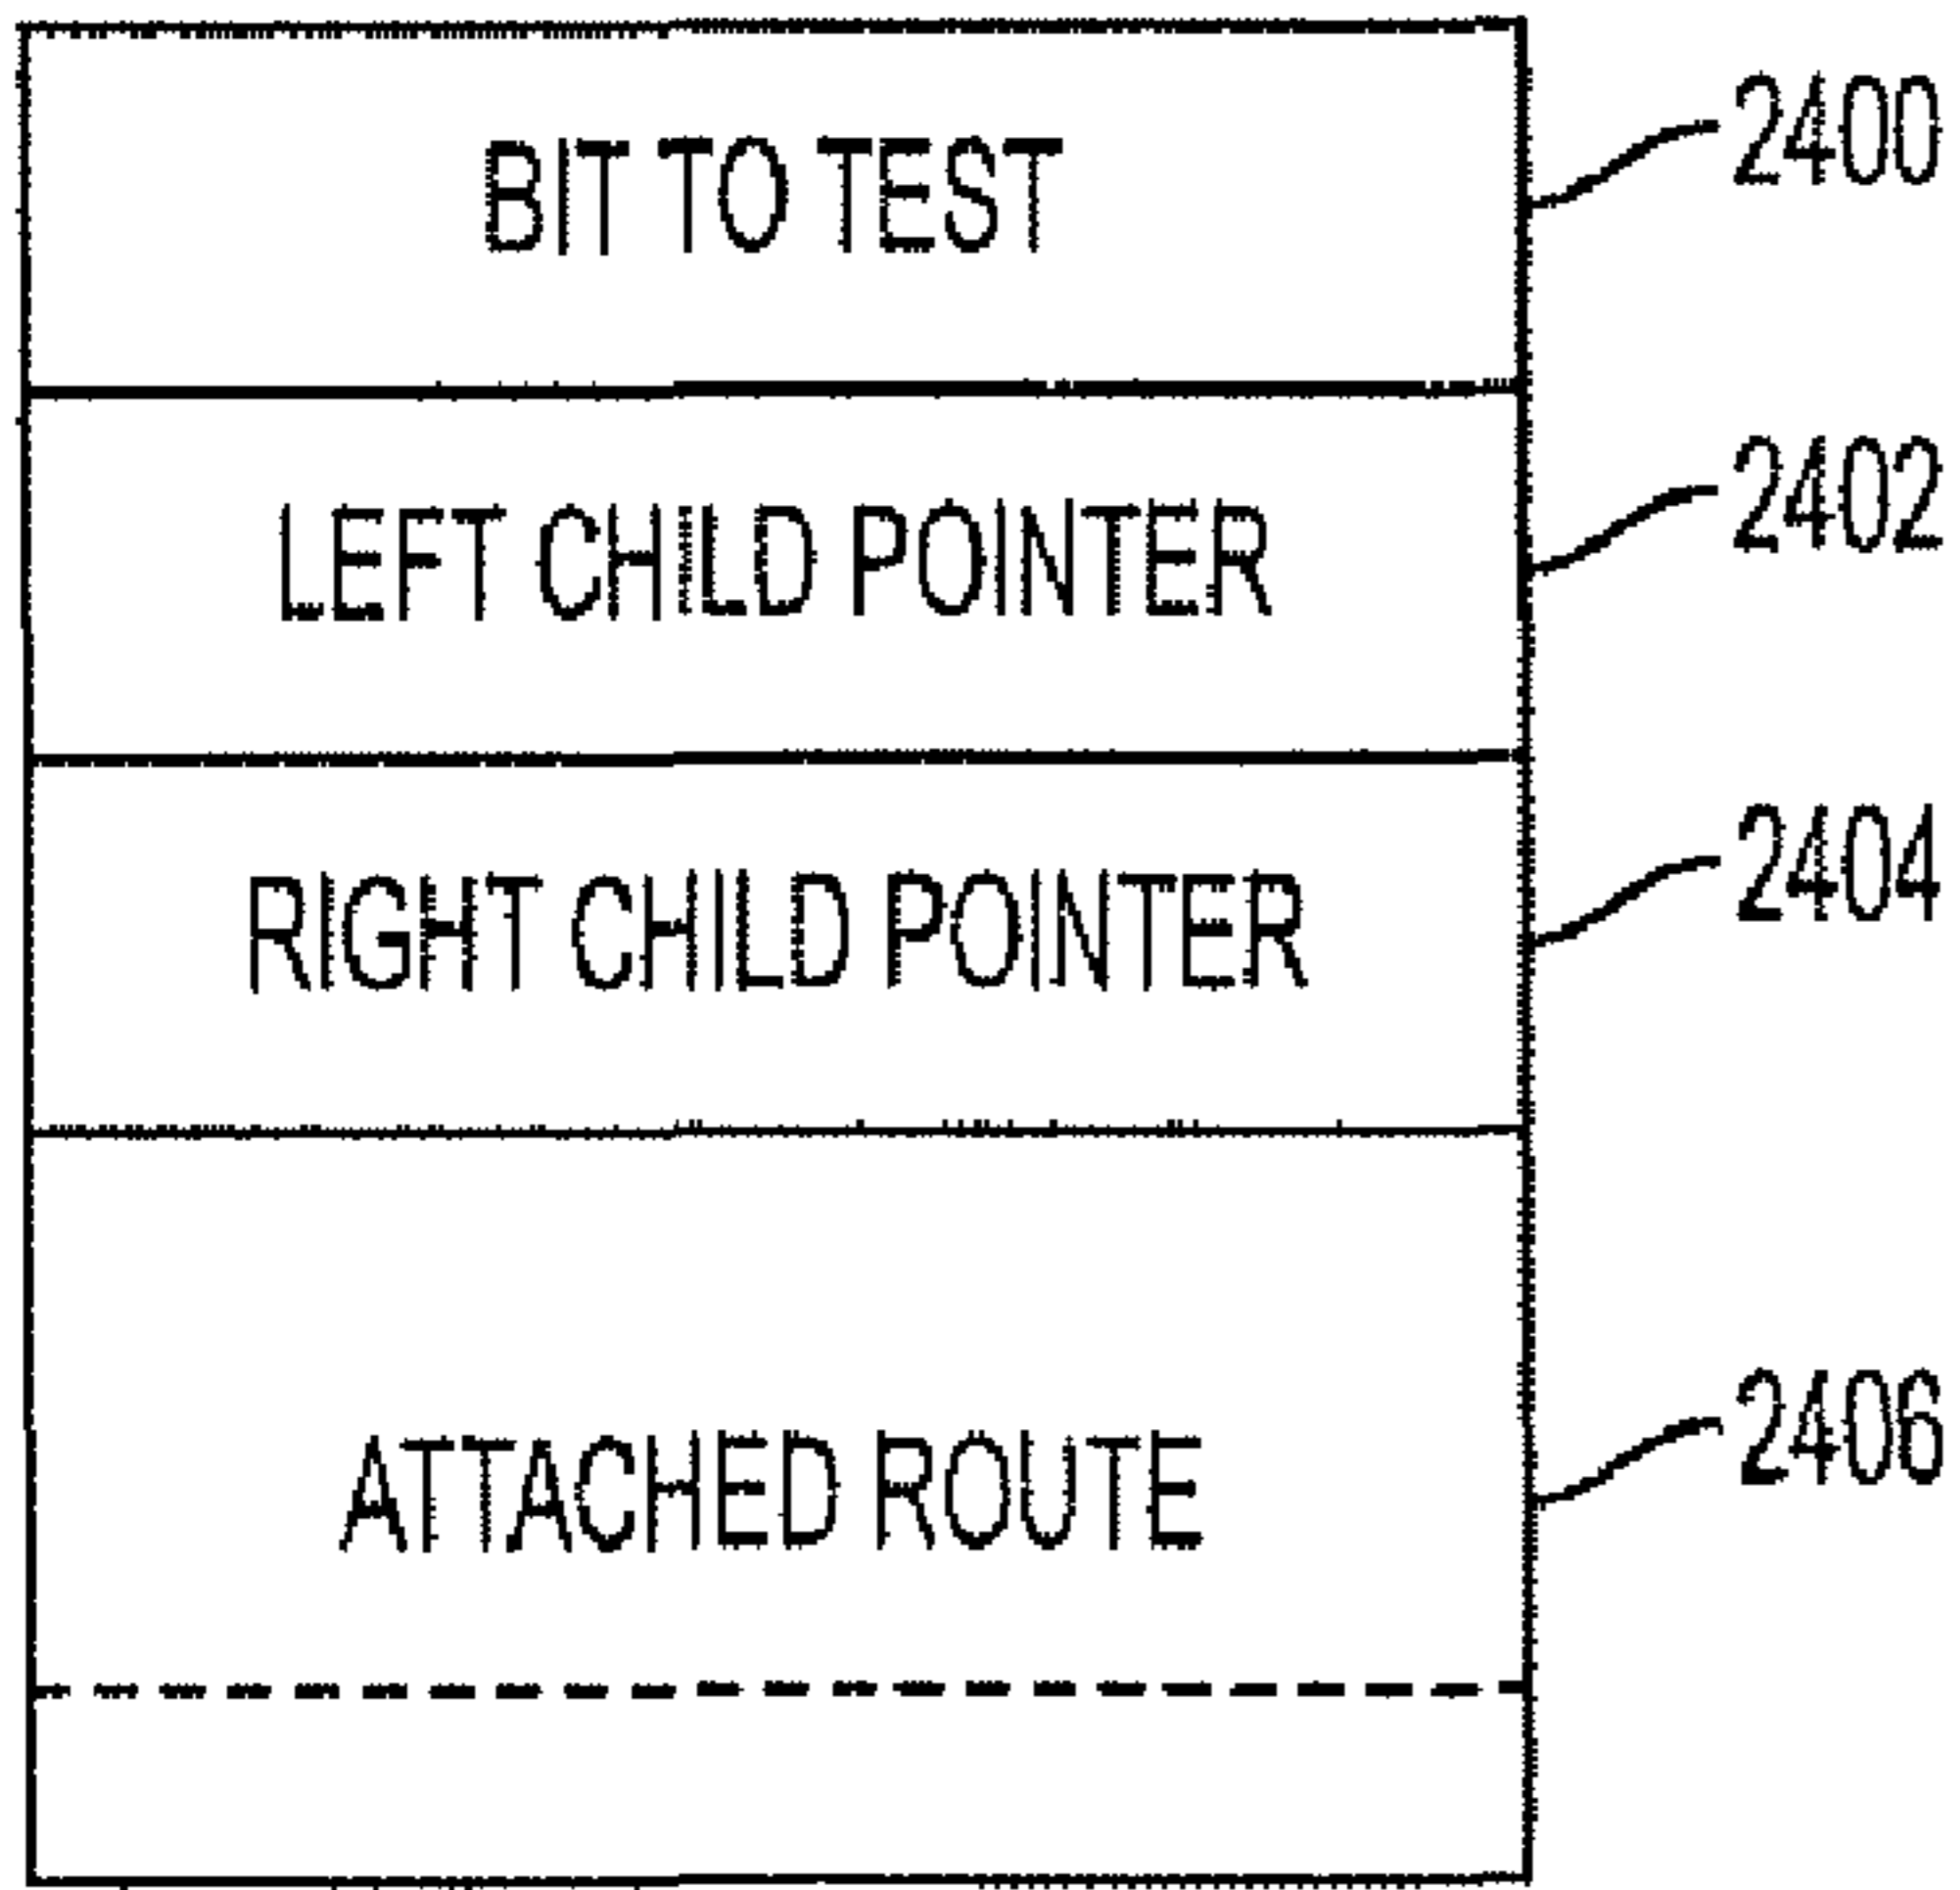 BIT TO TEST
2400
LEFT CHILD POINTER
2402
RIGHT CHILD POINTER
2404
ATTACHED ROUTE
2406